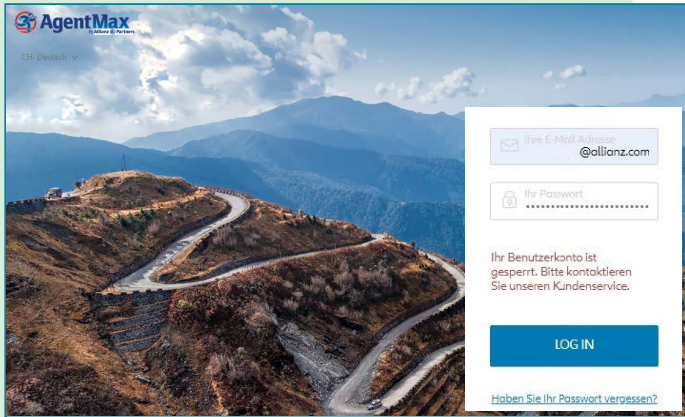 AgentMax
by Allianz Partners
CH- Deutsch
Ihre E-Mail Adresse
@allianz.com
Ihr Passwort
Ihr Benutzerkonto ist
gesperrt. Bitte kontaktieren
Sie unseren Kundenservice.
LOG IN
Haben Sie Ihr Passwort vergessen?